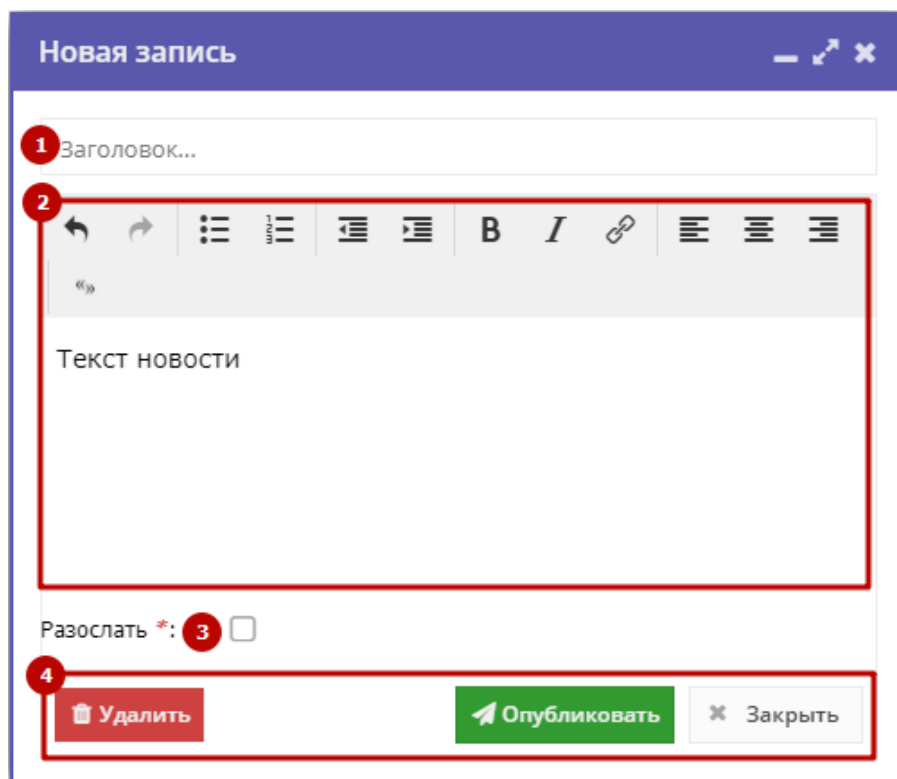 Новая запись
1 Заголовок...
2
B I
«»
Текст новости
Разослать *: 3
4
Удалить Опубликовать Закрыть